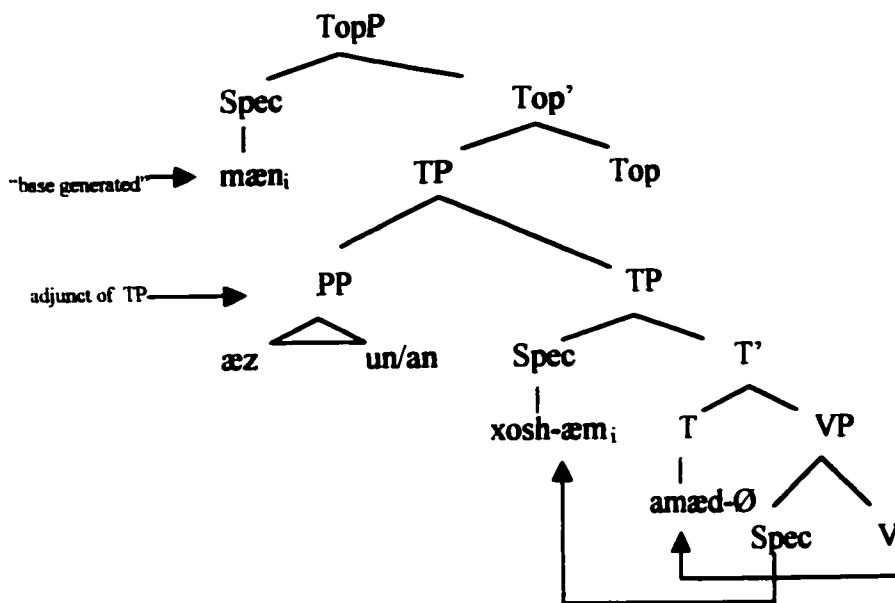 TopP
Spec Top’
"base generated" mæni TP Top
adjunct of TP PP TP
æz un/an Spec T’
xosh-æmi T VP
amæd-Ø
Spec V